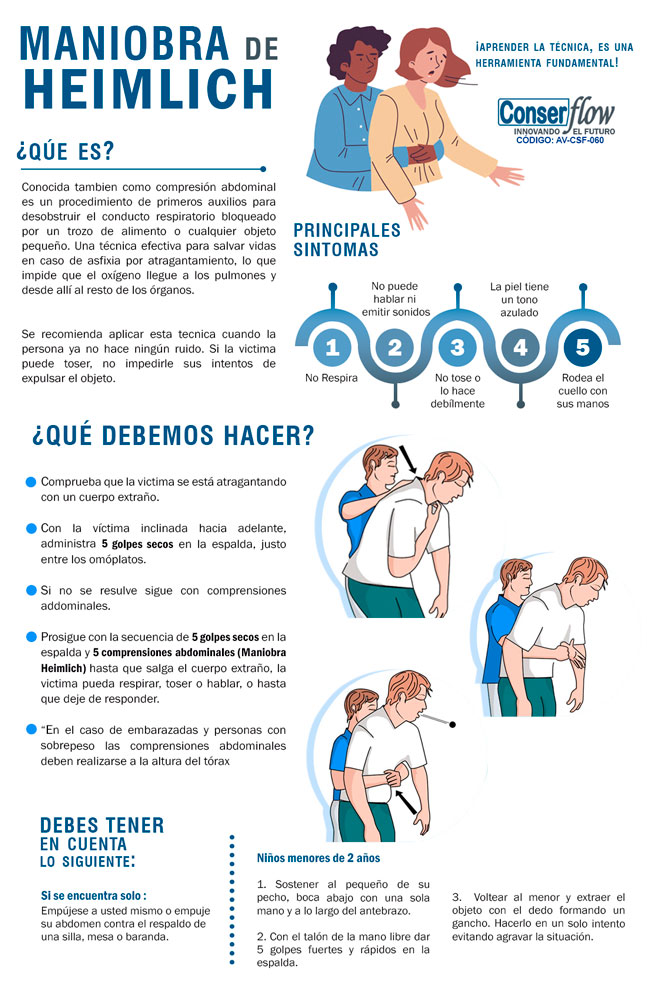 MANIOBRA DE
HEIMLICH
¡APRENDER LA TÉCNICA, ES UNA
HERRAMIENTA FUNDAMENTAL!
Conserflow
INNOVANDO EL FUTURO
CÓDIGO: AV-CSF-060
¿QÚE ES?
Conocida tambien como compresión abdominal
es un procedimiento de primeros auxilios para
desobstruir el conducto respiratorio bloqueado
por un trozo de alimento o cualquier objeto
pequeño. Una técnica efectiva para salvar vidas
en caso de asfixia por atragantamiento, lo que
impide que el oxígeno llegue a los pulmones y
desde allí al resto de los órganos.
Se recomienda aplicar esta tecnica cuando la
persona ya no hace ningún ruido. Si la victima
puede toser, no impedirle sus intentos de
expulsar el objeto.
PRINCIPALES
SINTOMAS
1
No Respira
2
No puede
hablar ni
emitir sonidos
3
No tose o
lo hace
debílmente
4
La piel tiene
un tono
azulado
5
Rodea el
cuello con
sus manos
¿QUÉ DEBEMOS HACER?
Comprueba que la victima se está atragantando
con un cuerpo extraño.
Con la víctima inclinada hacia adelante,
administra 5 golpes secos en la espalda, justo
entre los omóplatos.
Si no se resulve sigue con comprensiones
addominales.
Prosigue con la secuencia de 5 golpes secos en la
espalda y 5 comprensiones abdominales (Maniobra
Heimlich) hasta que salga el cuerpo extraño, la
victima pueda respirar, toser o hablar, o hasta
que deje de responder.
“En el caso de embarazadas y personas con
sobrepeso las comprensiones abdominales
deben realizarse a la altura del tórax
DEBES TENER
EN CUENTA
LO SIGUIENTE:
Si se encuentra solo :
Empújese a usted mismo o empuje
su abdomen contra el respaldo de
una silla, mesa o baranda.
Niños menores de 2 años
1. Sostener al pequeño de su
pecho, boca abajo con una sola
mano y a lo largo del antebrazo.
2. Con el talón de la mano libre dar
5 golpes fuertes y rápidos en la
espalda.
3. Voltear al menor y extraer el
objeto con el dedo formando un
gancho. Hacerlo en un solo intento
evitando agravar la situación.